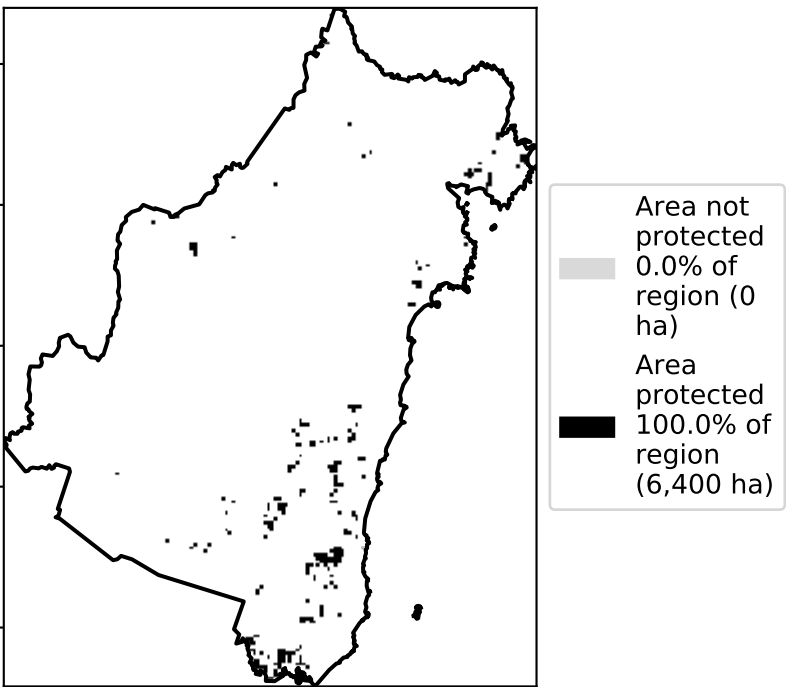 Area not
protected
0.0% of
region (0
ha)
Area
protected
100.0% of
region
(6,400 ha)